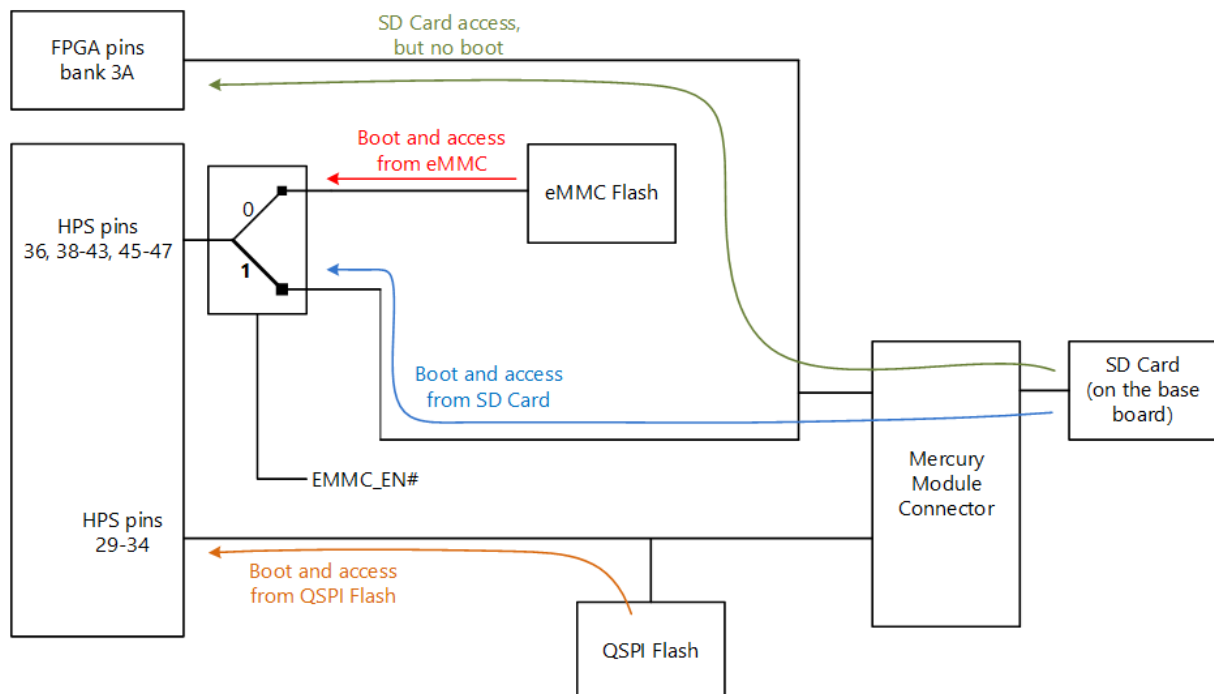 SD Card access,
but no boot
FPGA pins
bank 3A
Boot and access
from eMMC
eMMC Flash
0
HPS pins
36, 38-43, 45-47
1
Boot and access
from SD Card
SD Card
(on the base
board)
Mercury
Module
Connector
EMMC_EN#
HPS pins
29-34
Boot and access
from QSPI Flash
QSPI Flash